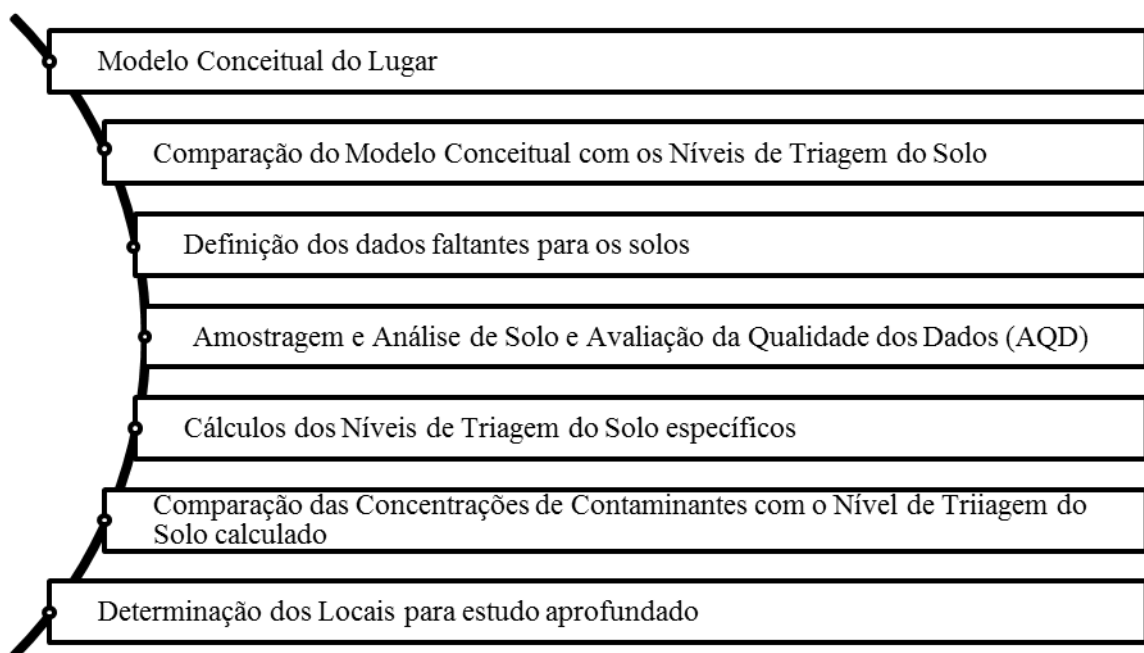 Modelo Conceitual do Lugar
Comparação do Modelo Conceitual com os Níveis de Triagem do Solo
Definição dos dados faltantes para os solos
Amostragem e Análise de Solo e Avaliação da Qualidade dos Dados (AQD)
Cálculos dos Níveis de Triagem do Solo específicos
Comparação das Concentrações de Contaminantes com o Nível de Triiagem do
Solo calculado
Determinação dos Locais para estudo aprofundado